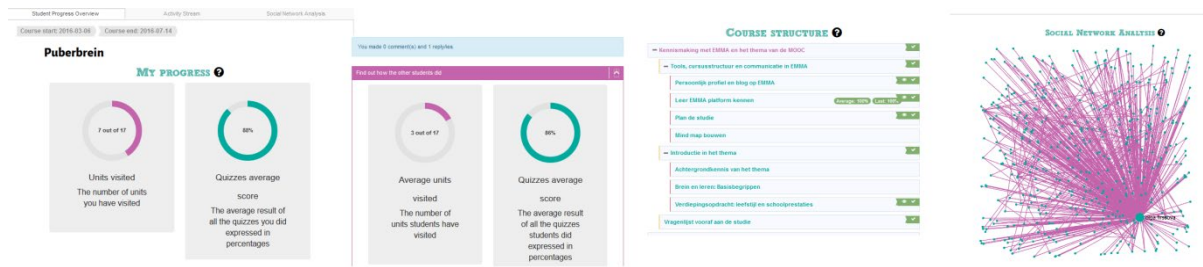 Student Progress Overview
Activity Stream
Social Network Analysis
Course start: 2016-03-06
Course end: 2016-07-14
Puberbrein
My progress
7 out of 17
Units visited
The number of units
you have visited
88%
Quizzes average
score
The average result of
all the quizzes you did
expressed in
percentages
You made 6 comment(s) and 1 replyies
Find out how the other students did
3 out of 17
Average units
visited
The number of
units students have
visited
86%
Quizzes average
score
The average result
of all the quizzes
students did
expressed in
percentages
Course structure
Kennismaking met EMMA en het thema van de MOOC
Tools, cursusstructuur en communicatie in EMMA
Persoonlijk profiel en blog op EMMA
Leer EMMA platform kennen
Average: 100%
Last: 100%
Plan de studie
Mind map bouwen
Introductie in het thema
Achtergrondkennis van het thema
Brein en leren: Basisbegrippen
Verdiepingsopdracht: leefstijl en schoolprestaties
Vragenlijst vooraf aan de studie
Social Network Analysis